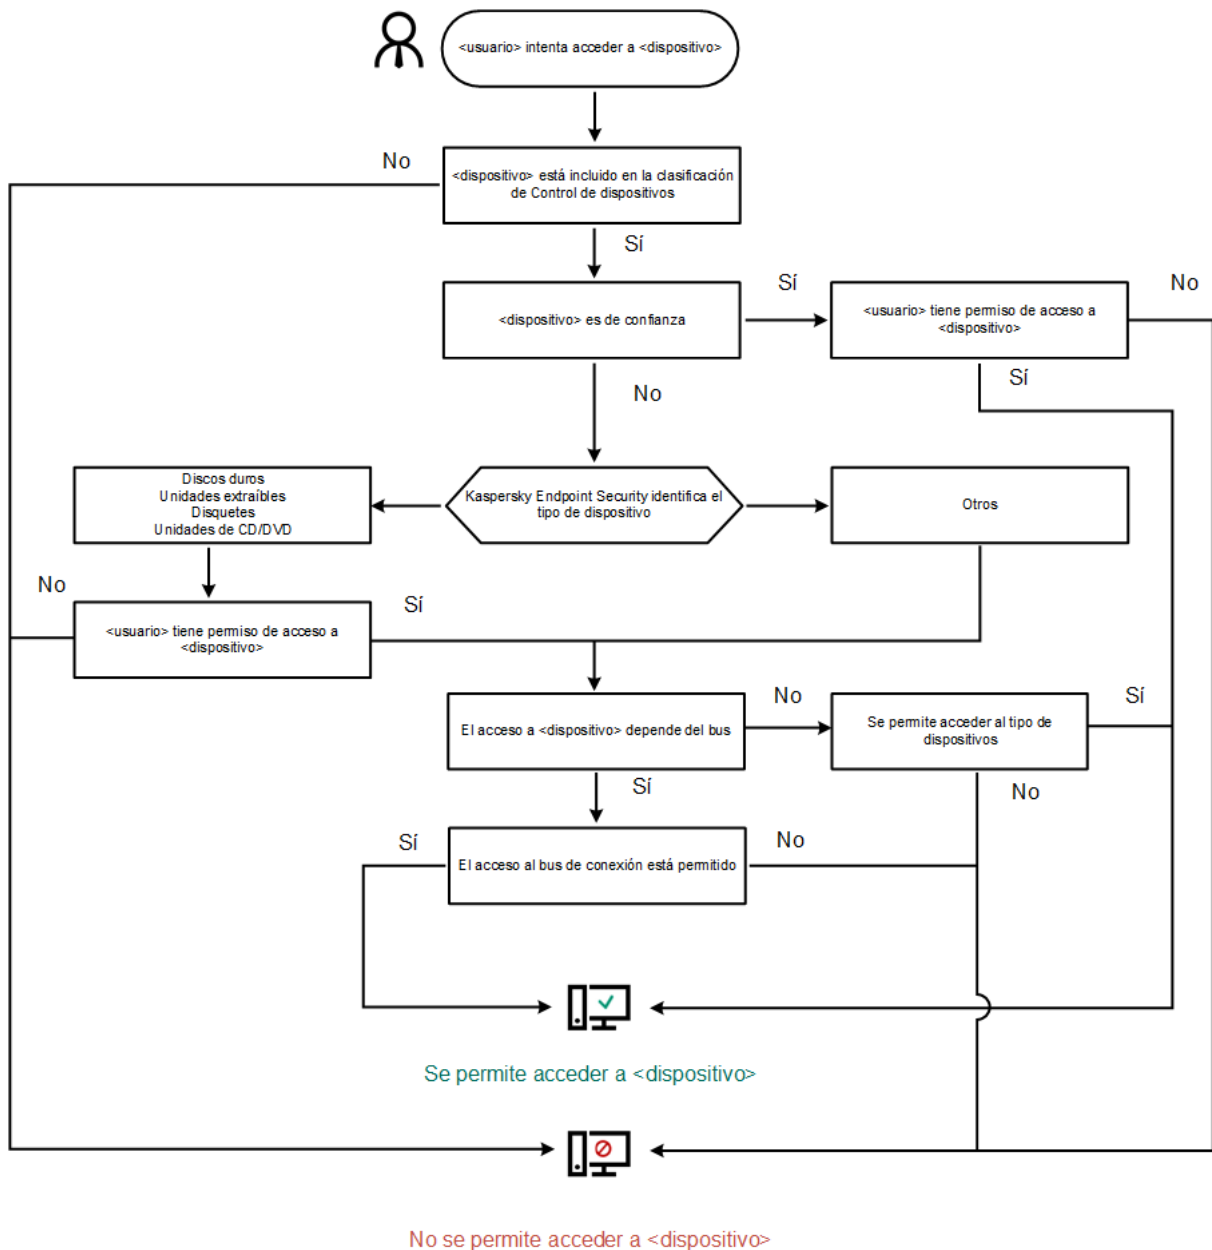 <usuario> intenta acceder a <dispositivo>
No
<dispositivo> está incluido en la clasificación
de Control de dispositivos
Sí
Sí
No
<dispositivo> es de confianza
<usuario> tiene permiso de acceso a
<dispositivo>
No
Sí
Discos duros
Unidades extraíbles
Disquetes
Unidades de CD/DVD
Kaspersky Endpoint Security identifica el
tipo de dispositivo
Otros
No
Sí
<usuario> tiene permiso de acceso a
<dispositivo>
No
Sí
El acceso a <dispositivo> depende del bus
Se permite acceder al tipo de
dispositivos
Sí
No
Sí
No
El acceso al bus de conexión está permitido
Se permite acceder a <dispositivo>
No se permite acceder a <dispositivo>